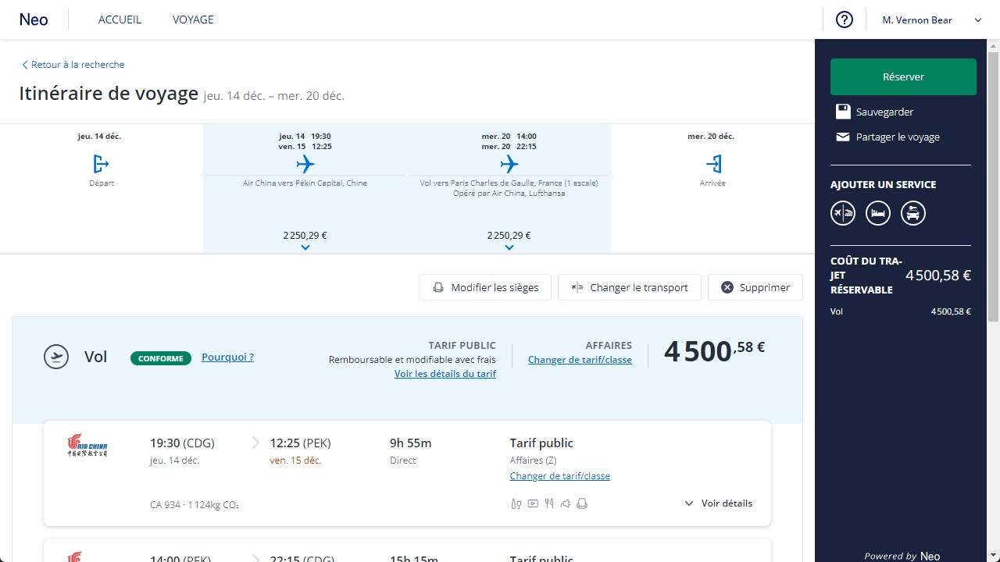 Neo
ACCUEIL
VOYAGE
M. Vernon Bear
Retour à la recherche
Itinéraire de voyage jeu. 14 déc. – mer. 20 déc.
jeu. 14 déc.
Départ
jeu. 14 19:30
ven. 15 12:25
Air China vers Pékin Capital, Chine
2 250,29 €
mer. 20 14:00
mer. 20 22:15
Vol vers Paris Charles de Gaulle, France (1 escale)
Opéré par Air China, Lufthansa
2 250,29 €
mer. 20 déc.
Arrivée
Modifier les sièges
Changer le transport
Supprimer
Vol
CONFORME
Pourquoi ?
TARIF PUBLIC
Remboursable et modifiable avec frais
Voir les détails du tarif
AFFAIRES
Changer de tarif/classe
4 500,58 €
AIR CHINA
中国国际航空公司
19:30 (CDG)
jeu. 14 déc.
12:25 (PEK)
ven. 15 déc.
9h 55m
Direct
Tarif public
Affaires (Z)
Changer de tarif/classe
CA 934 · 1 124kg CO₂
Voir détails
14:00 (PEK)
22:15 (CDG)
15h 15m
Tarif public
Réserver
Sauvegarder
Partager le voyage
AJOUTER UN SERVICE
COÛT DU TRA-
JET
RÉSERVABLE
4 500,58 €
Vol
4 500,58 €
Powered by Neo